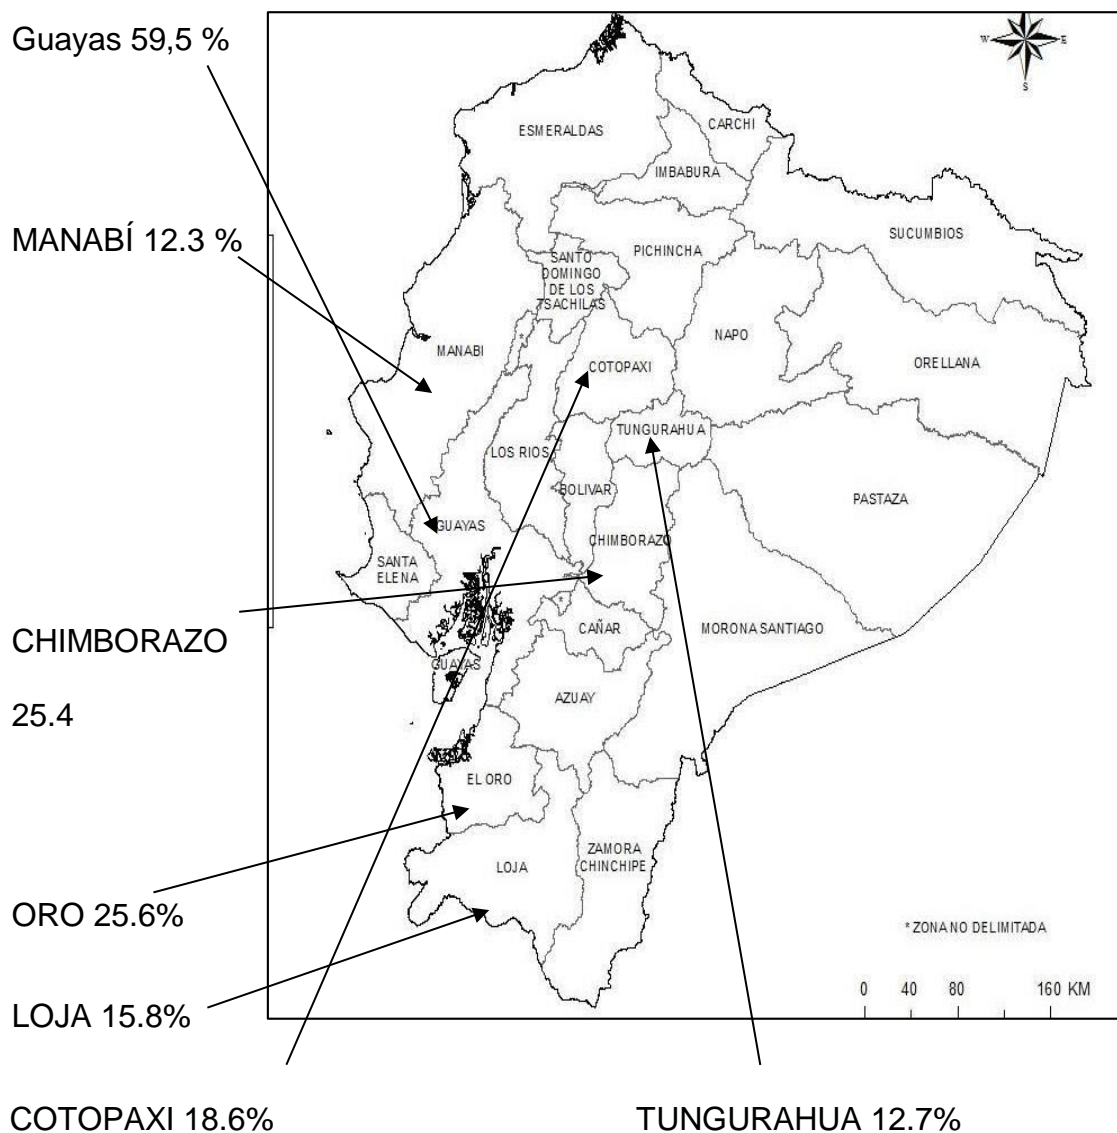 Guayas 59,5 %
MANABÍ 12.3 %
CHIMBORAZO
25.4
ORO 25.6%
LOJA 15.8%
COTOPAXI 18.6%
TUNGURAHUA 12.7%
W E
S
ESMERALDAS
CARCHI
IMBABURA
SUCUMBIOS
PICHINCHA
SANTO
DOMINGO
DE LOS
TSACHILAS
NAPO
ORELLANA
*
MANABI
COTOPAXI
TUNGURAHUA
LOS RIOS
BOLIVAR
PASTAZA
GUAYAS
CHIMBORAZO
SANTA
ELENA
*
CAÑAR
MORONA SANTIAGO
GUAYAS
AZUAY
EL ORO
ZAMORA
CHINCHIPE
LOJA
* ZONA NO DELIMITADA
0 40 80 160 KM